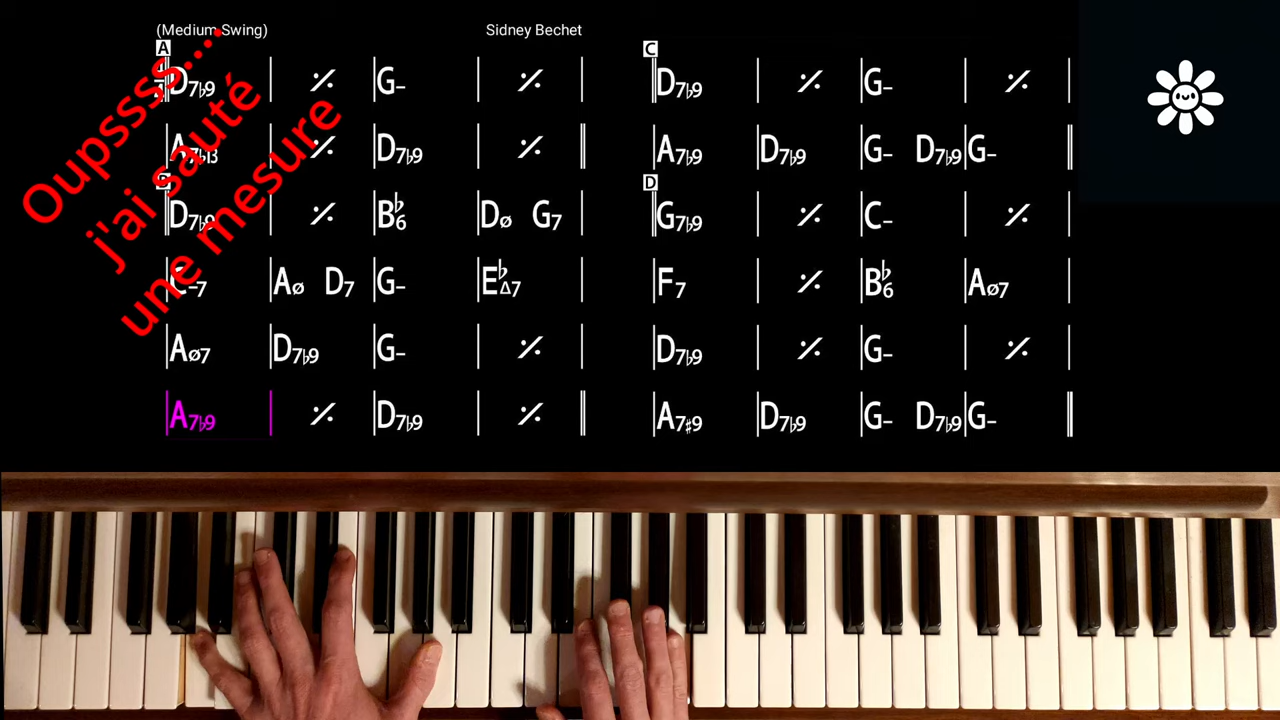 (Medium Swing) Sidney Bechet
A
D7♭9 | 𝄎 | G– | 𝄎 |
A7♭13 | 𝄎 | D7♭9 | 𝄎 ||
B
D7♭9 | 𝄎 | B♭6 | Dø G7 |
C–7 | Aø D7 | G– | E♭Δ7 |
Aø7 | D7♭9 | G– | 𝄎 |
A7♭9 | 𝄎 | D7♭9 | 𝄎 ||
C
D7♭9 | 𝄎 | G– | 𝄎 |
A7♭9 | D7♭9 | G– D7♭9 | G– ||
D
G7♭9 | 𝄎 | C– | 𝄎 |
F7 | 𝄎 | B♭6 | Aø7 |
D7♭9 | 𝄎 | G– | 𝄎 |
A7♯9 | D7♭9 | G– D7♭9 | G– ||
Oupssss....
j'ai sauté
une mesure